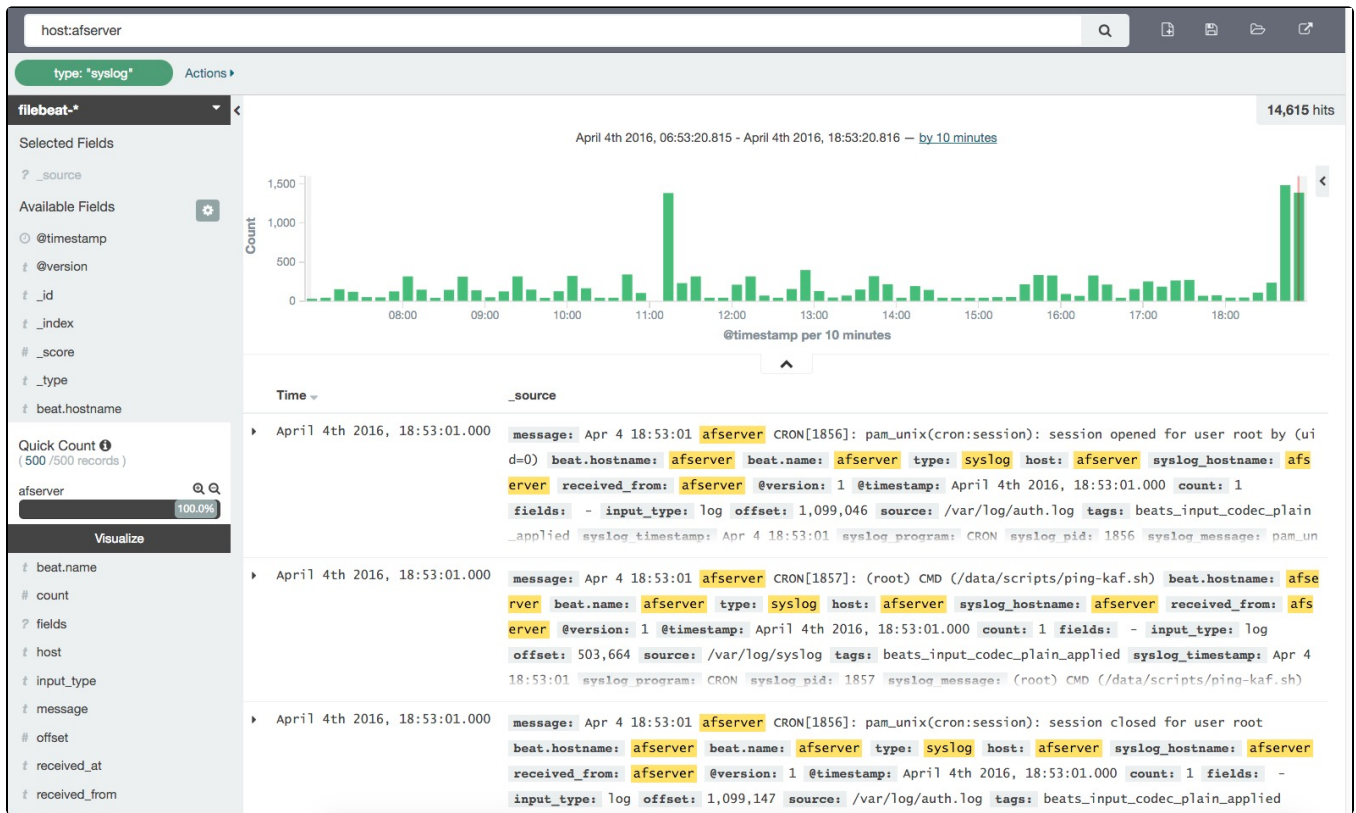 host:afserver
type: "syslog"
Actions
filebeat-*
14,615 hits
Selected Fields
? _source
Available Fields
@timestamp
t @version
t _id
t _index
# _score
t _type
t beat.hostname
Quick Count
( 500 /500 records )
afserver
100.0%
Visualize
t beat.name
# count
? fields
t host
t input_type
t message
# offset
t received_at
t received_from
April 4th 2016, 06:53:20.815 - April 4th 2016, 18:53:20.816 — by 10 minutes
Count
1,500
1,000
500
0
08:00 09:00 10:00 11:00 12:00 13:00 14:00 15:00 16:00 17:00 18:00
@timestamp per 10 minutes
Time _source
April 4th 2016, 18:53:01.000
message: Apr 4 18:53:01 afserver CRON[1856]: pam_unix(cron:session): session opened for user root by (ui
d=0) beat.hostname: afserver beat.name: afserver type: syslog host: afserver syslog_hostname: afs
erver received_from: afserver @version: 1 @timestamp: April 4th 2016, 18:53:01.000 count: 1
fields: - input_type: log offset: 1,099,046 source: /var/log/auth.log tags: beats_input_codec_plain
_applied syslog_timestamp: Apr 4 18:53:01 syslog_program: CRON syslog_pid: 1856 syslog_message: pam_un
April 4th 2016, 18:53:01.000
message: Apr 4 18:53:01 afserver CRON[1857]: (root) CMD (/data/scripts/ping-kaf.sh) beat.hostname: afse
rver beat.name: afserver type: syslog host: afserver syslog_hostname: afserver received_from: afs
erver @version: 1 @timestamp: April 4th 2016, 18:53:01.000 count: 1 fields: - input_type: log
offset: 503,664 source: /var/log/syslog tags: beats_input_codec_plain_applied syslog_timestamp: Apr 4
18:53:01 syslog_program: CRON syslog_pid: 1857 syslog_message: (root) CMD (/data/scripts/ping-kaf.sh)
April 4th 2016, 18:53:01.000
message: Apr 4 18:53:01 afserver CRON[1856]: pam_unix(cron:session): session closed for user root
beat.hostname: afserver beat.name: afserver type: syslog host: afserver syslog_hostname: afserver
received_from: afserver @version: 1 @timestamp: April 4th 2016, 18:53:01.000 count: 1 fields: -
input_type: log offset: 1,099,147 source: /var/log/auth.log tags: beats_input_codec_plain_applied